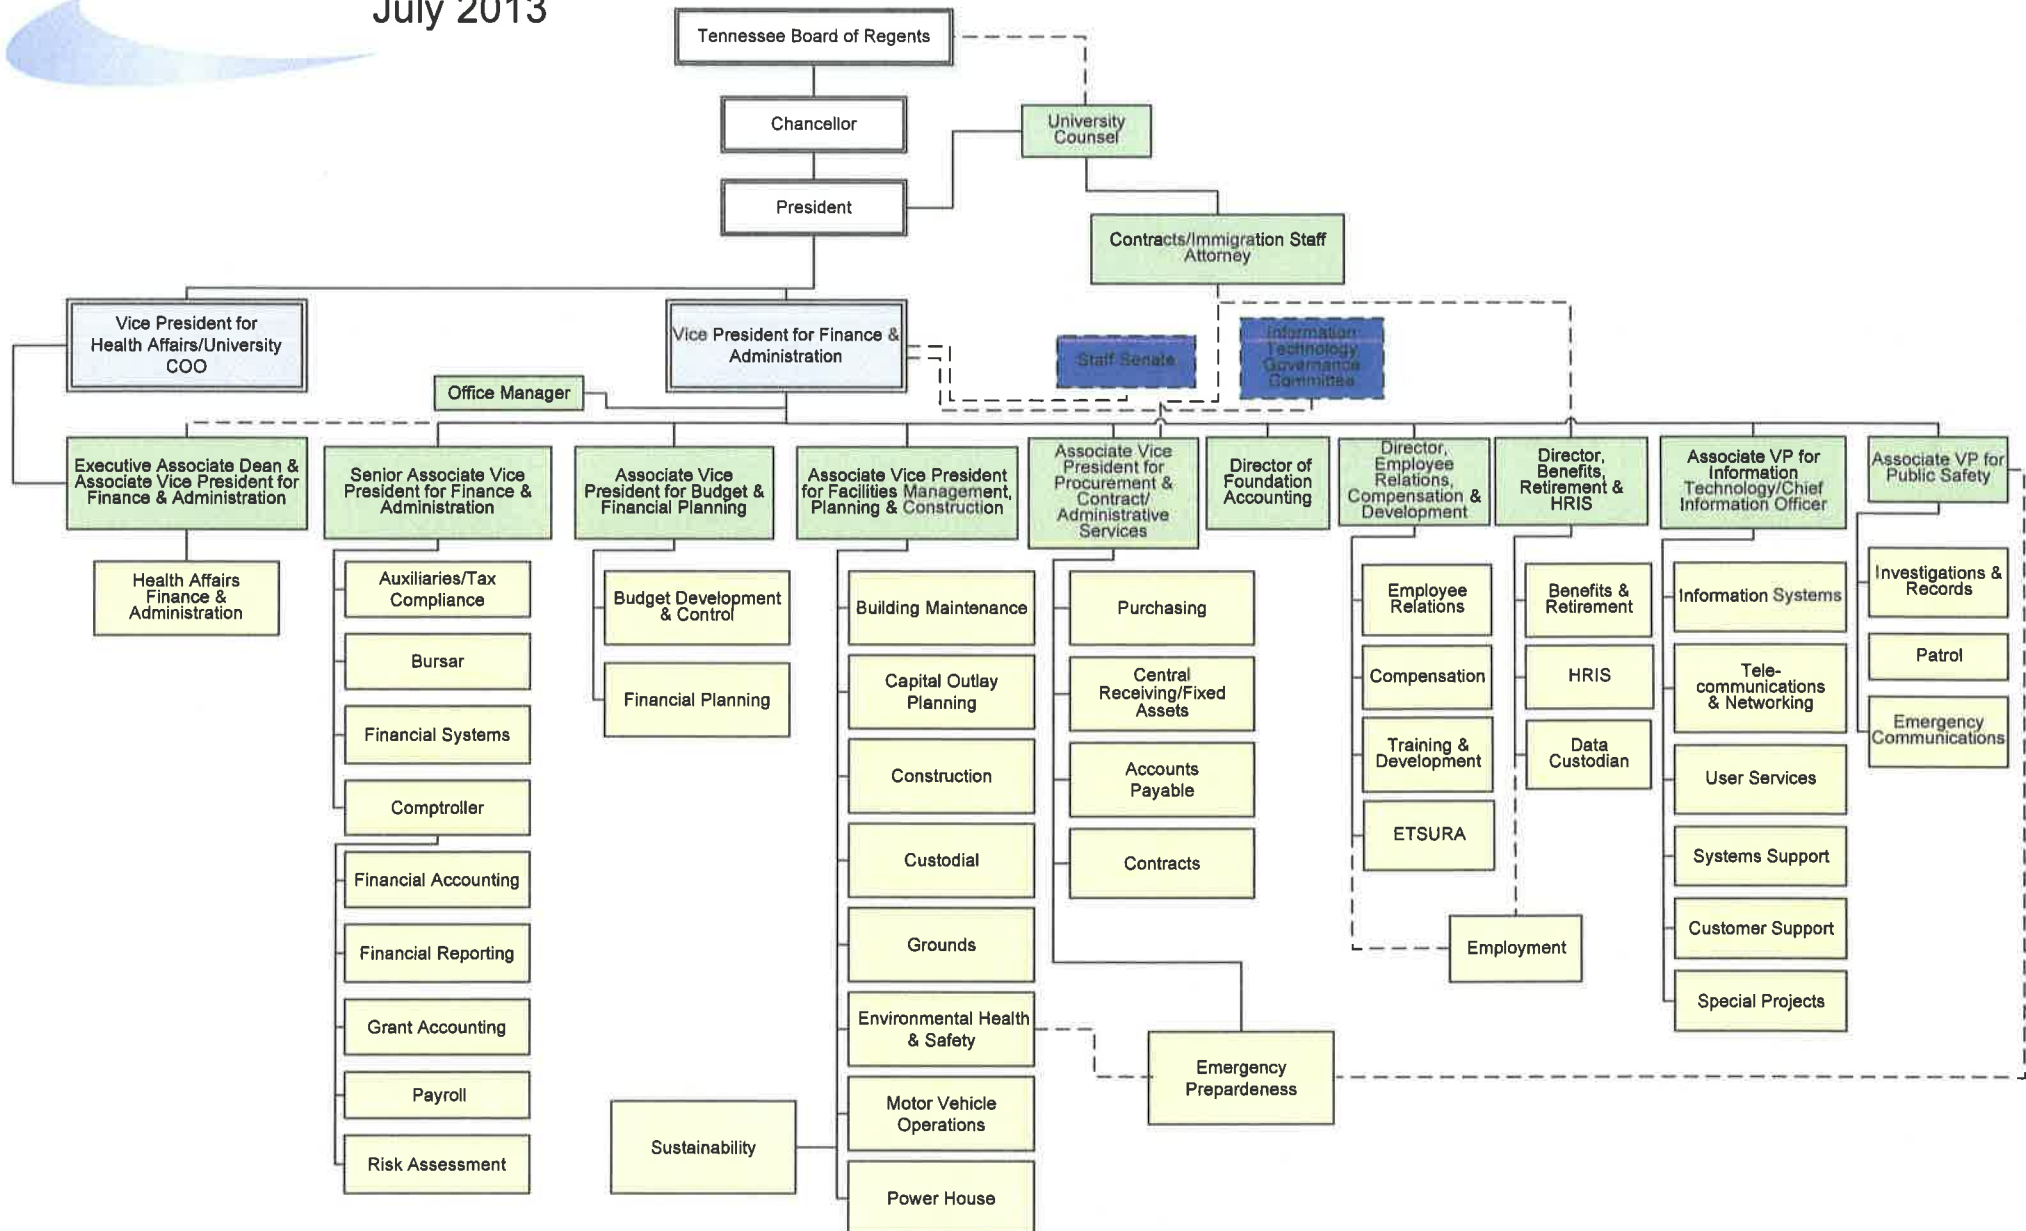 July 2013
Tennessee Board of Regents
Chancellor
University
Counsel
President
Contracts/Immigration Staff
Attorney
Vice President for
Health Affairs/University
COO
Vice President for Finance &
Administration
Staff Senate
Information
Technology
Governance
Committee
Office Manager
Executive Associate Dean &
Associate Vice President for
Finance & Administration
Senior Associate Vice
President for Finance &
Administration
Associate Vice
President for Budget &
Financial Planning
Associate Vice President
for Facilities Management,
Planning & Construction
Associate Vice
President for
Procurement &
Contract/
Administrative
Services
Director of
Foundation
Accounting
Director,
Employee
Relations,
Compensation &
Development
Director,
Benefits,
Retirement &
HRIS
Associate VP for
Information
Technology/Chief
Information Officer
Associate VP for
Public Safety
Health Affairs
Finance &
Administration
Auxiliaries/Tax
Compliance
Bursar
Financial Systems
Comptroller
Financial Accounting
Financial Reporting
Grant Accounting
Payroll
Risk Assessment
Budget Development
& Control
Financial Planning
Sustainability
Building Maintenance
Capital Outlay
Planning
Construction
Custodial
Grounds
Environmental Health
& Safety
Motor Vehicle
Operations
Power House
Purchasing
Central
Receiving/Fixed
Assets
Accounts
Payable
Contracts
Emergency
Prepardeness
Employee
Relations
Compensation
Training &
Development
ETSURA
Benefits &
Retirement
HRIS
Data
Custodian
Employment
Information Systems
Tele-
communications
& Networking
User Services
Systems Support
Customer Support
Special Projects
Investigations &
Records
Patrol
Emergency
Communications